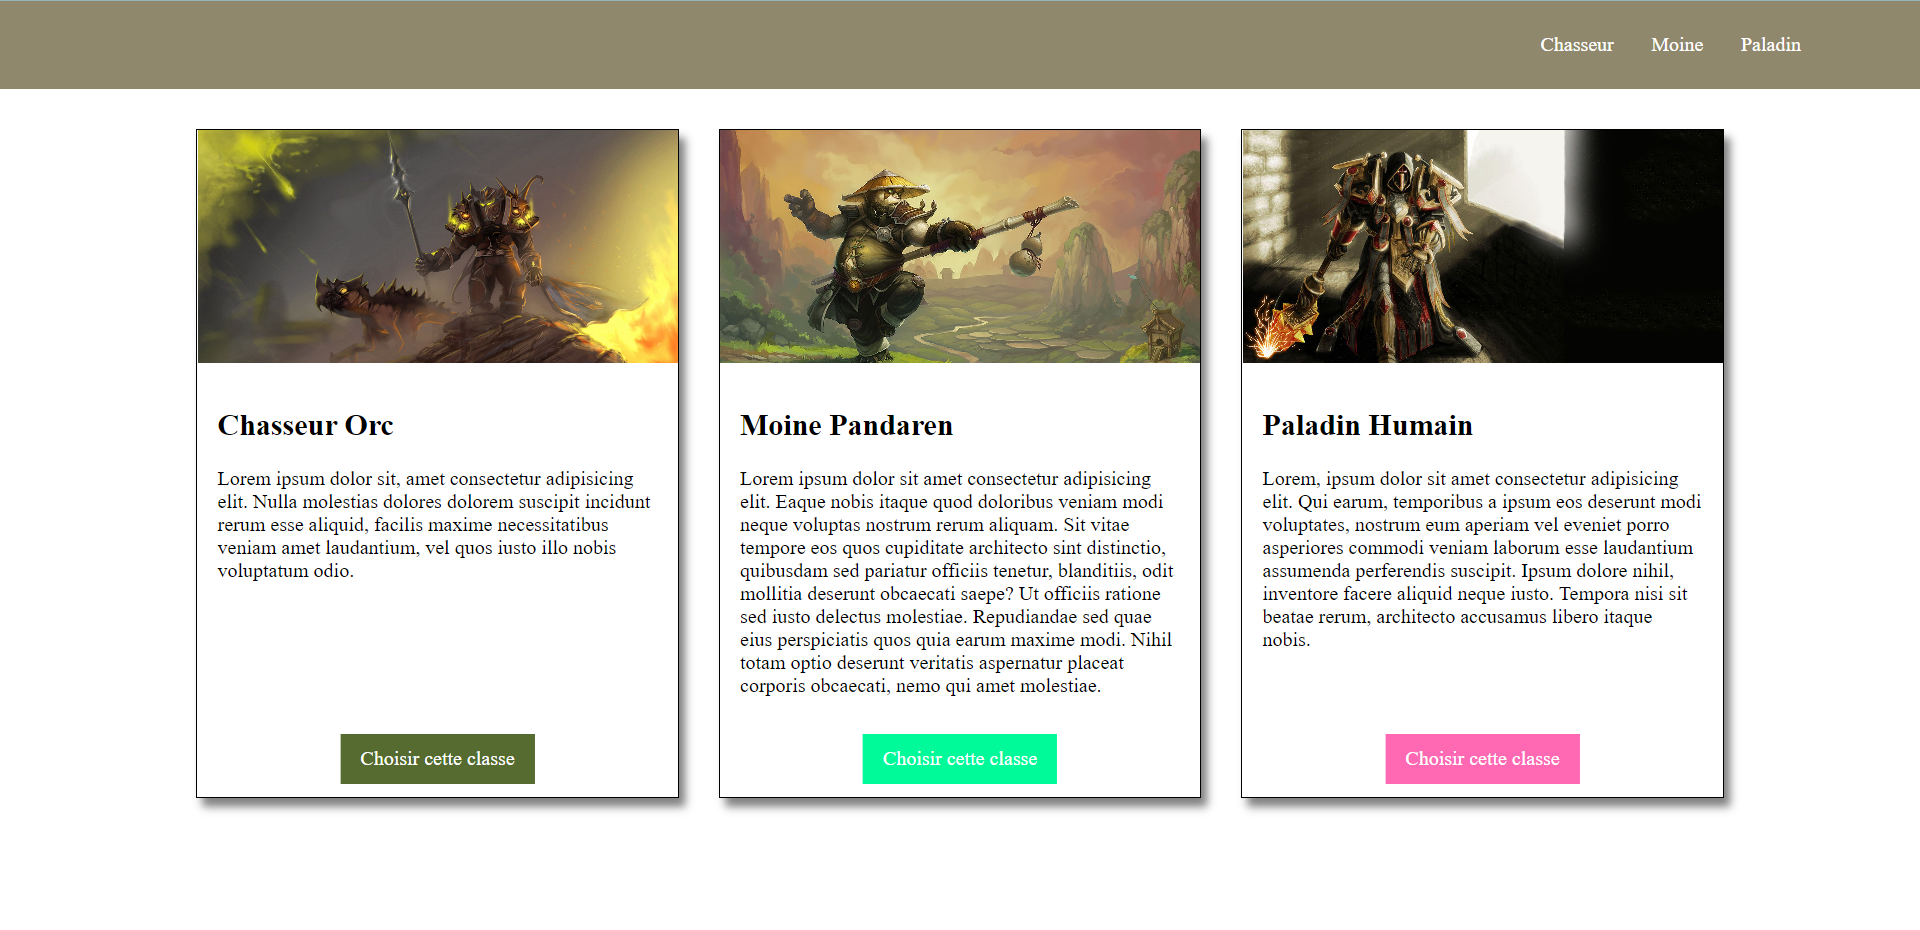 Chasseur Moine Paladin
Chasseur Orc
Lorem ipsum dolor sit, amet consectetur adipisicing
elit. Nulla molestias dolores dolorem suscipit incidunt
rerum esse aliquid, facilis maxime necessitatibus
veniam amet laudantium, vel quos iusto illo nobis
voluptatum odio.
Choisir cette classe
Moine Pandaren
Lorem ipsum dolor sit amet consectetur adipisicing
elit. Eaque nobis itaque quod doloribus veniam modi
neque voluptas nostrum rerum aliquam. Sit vitae
tempore eos quos cupiditate architecto sint distinctio,
quibusdam sed pariatur officiis tenetur, blanditiis, odit
mollitia deserunt obcaecati saepe? Ut officiis ratione
sed iusto delectus molestiae. Repudiandae sed quae
eius perspiciatis quos quia earum maxime modi. Nihil
totam optio deserunt veritatis aspernatur placeat
corporis obcaecati, nemo qui amet molestiae.
Choisir cette classe
Paladin Humain
Lorem, ipsum dolor sit amet consectetur adipisicing
elit. Qui earum, temporibus a ipsum eos deserunt modi
voluptates, nostrum eum aperiam vel eveniet porro
asperiores commodi veniam laborum esse laudantium
assumenda perferendis suscipit. Ipsum dolore nihil,
inventore facere aliquid neque iusto. Tempora nisi sit
beatae rerum, architecto accusamus libero itaque
nobis.
Choisir cette classe